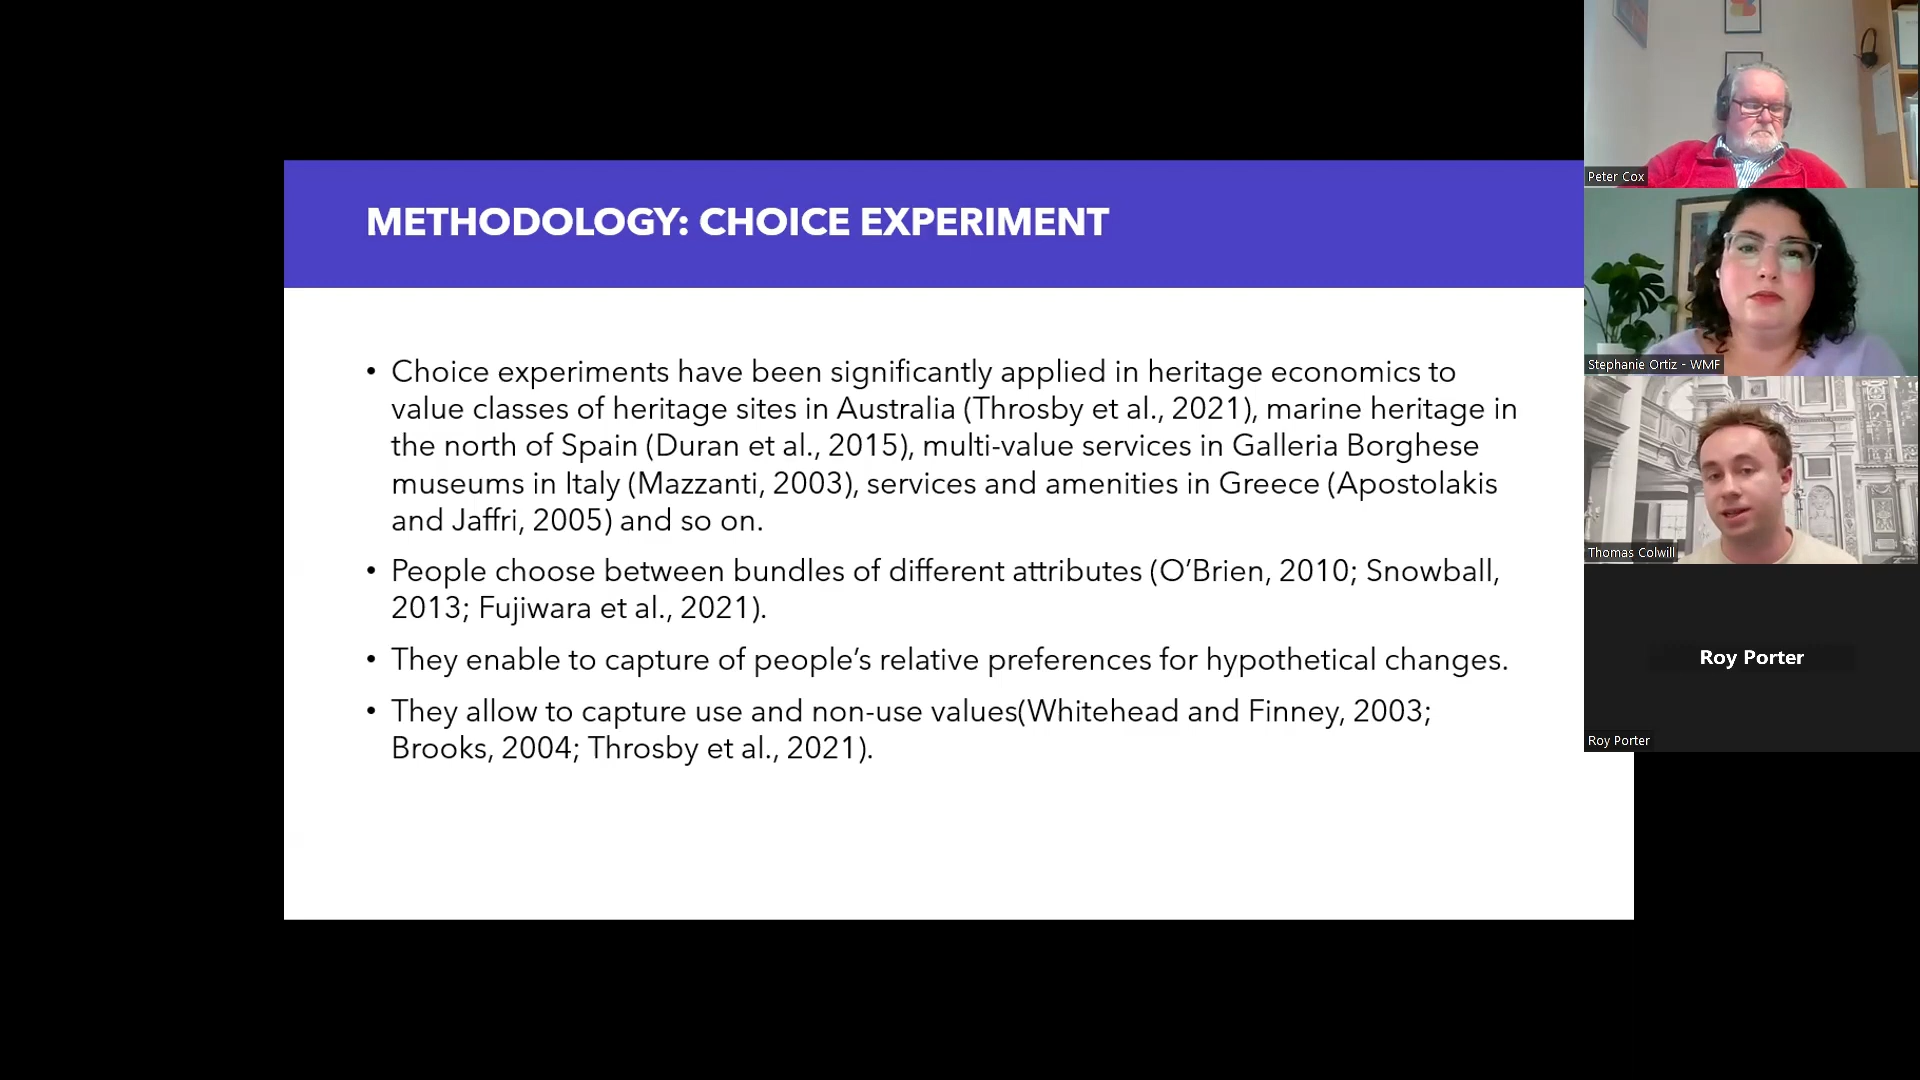 METHODOLOGY: CHOICE EXPERIMENT
• Choice experiments have been significantly applied in heritage economics to
value classes of heritage sites in Australia (Throsby et al., 2021), marine heritage in
the north of Spain (Duran et al., 2015), multi-value services in Galleria Borghese
museums in Italy (Mazzanti, 2003), services and amenities in Greece (Apostolakis
and Jaffri, 2005) and so on.
• People choose between bundles of different attributes (O’Brien, 2010; Snowball,
2013; Fujiwara et al., 2021).
• They enable to capture of people’s relative preferences for hypothetical changes.
• They allow to capture use and non-use values(Whitehead and Finney, 2003;
Brooks, 2004; Throsby et al., 2021).
Peter Cox
Stephanie Ortiz - WMF
Thomas Colwill
Roy Porter
Roy Porter